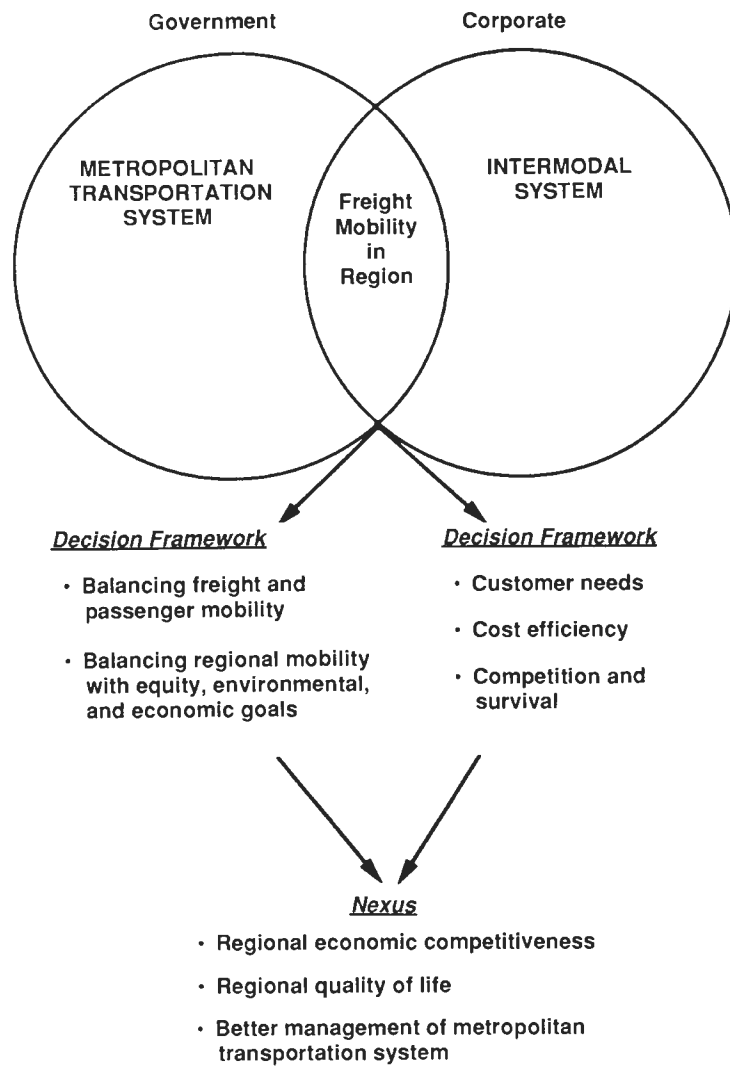 Government
Corporate
METROPOLITAN
TRANSPORTATION
SYSTEM
Freight
Mobility
in
Region
INTERMODAL
SYSTEM
Decision Framework
· Balancing freight and
passenger mobility
· Balancing regional mobility
with equity, environmental,
and economic goals
Decision Framework
· Customer needs
· Cost efficiency
· Competition and
survival
Nexus
· Regional economic competitiveness
· Regional quality of life
· Better management of metropolitan
transportation system